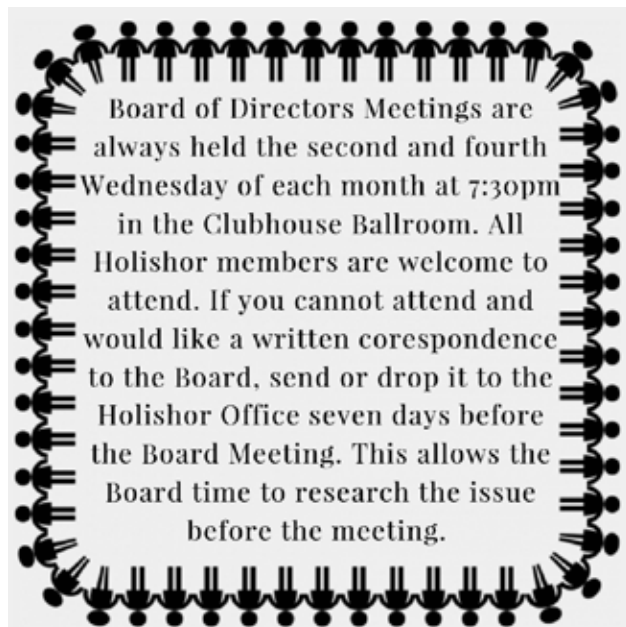 Board of Directors Meetings are
always held the second and fourth
Wednesday of each month at 7:30pm
in the Clubhouse Ballroom. All
Holishor members are welcome to
attend. If you cannot attend and
would like a written corespondence
to the Board, send or drop it to the
Holishor Office seven days before
the Board Meeting. This allows the
Board time to research the issue
before the meeting.